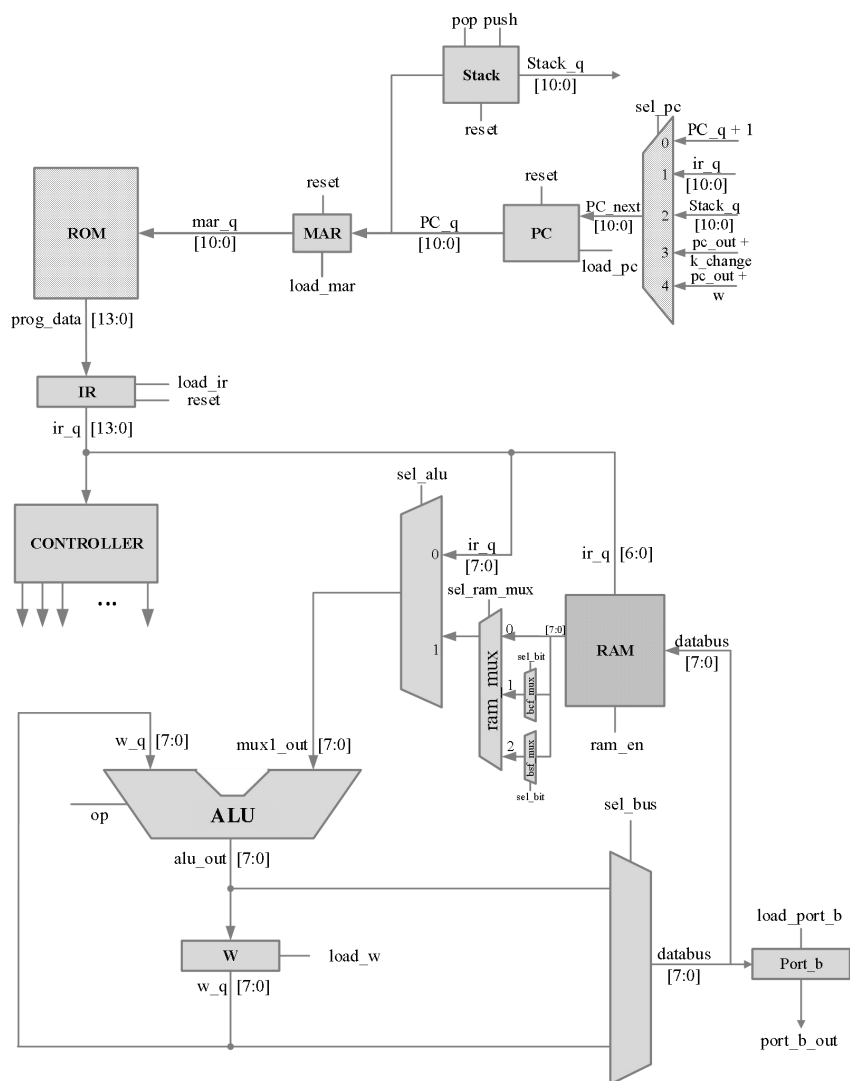 pop push
Stack
Stack_q
[10:0]
reset
sel_pc
0
PC_q + 1
1
ir_q
[10:0]
2
Stack_q
[10:0]
3
pc_out +
k_change
4
pc_out +
w
PC_next
[10:0]
reset
PC
load_pc
PC_q
[10:0]
reset
MAR
load_mar
mar_q
[10:0]
ROM
prog_data [13:0]
IR
load_ir
reset
ir_q [13:0]
CONTROLLER
...
sel_alu
0
ir_q
[7:0]
1
sel_ram_mux
ram_mux
0
[7:0]
1
sel_bit
bcf_mux
2
bsf_mux
sel_bit
ir_q [6:0]
RAM
databus
[7:0]
ram_en
w_q [7:0]
mux1_out [7:0]
op
ALU
alu_out [7:0]
W
load_w
w_q [7:0]
sel_bus
databus
[7:0]
load_port_b
Port_b
port_b_out